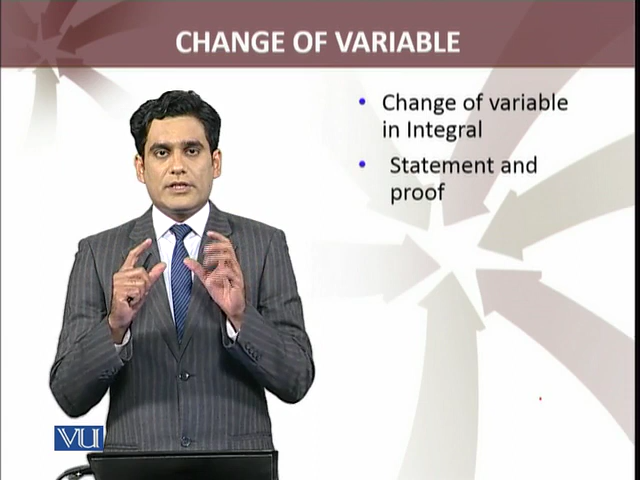 CHANGE OF VARIABLE
• Change of variable
in Integral
• Statement and
proof
VU